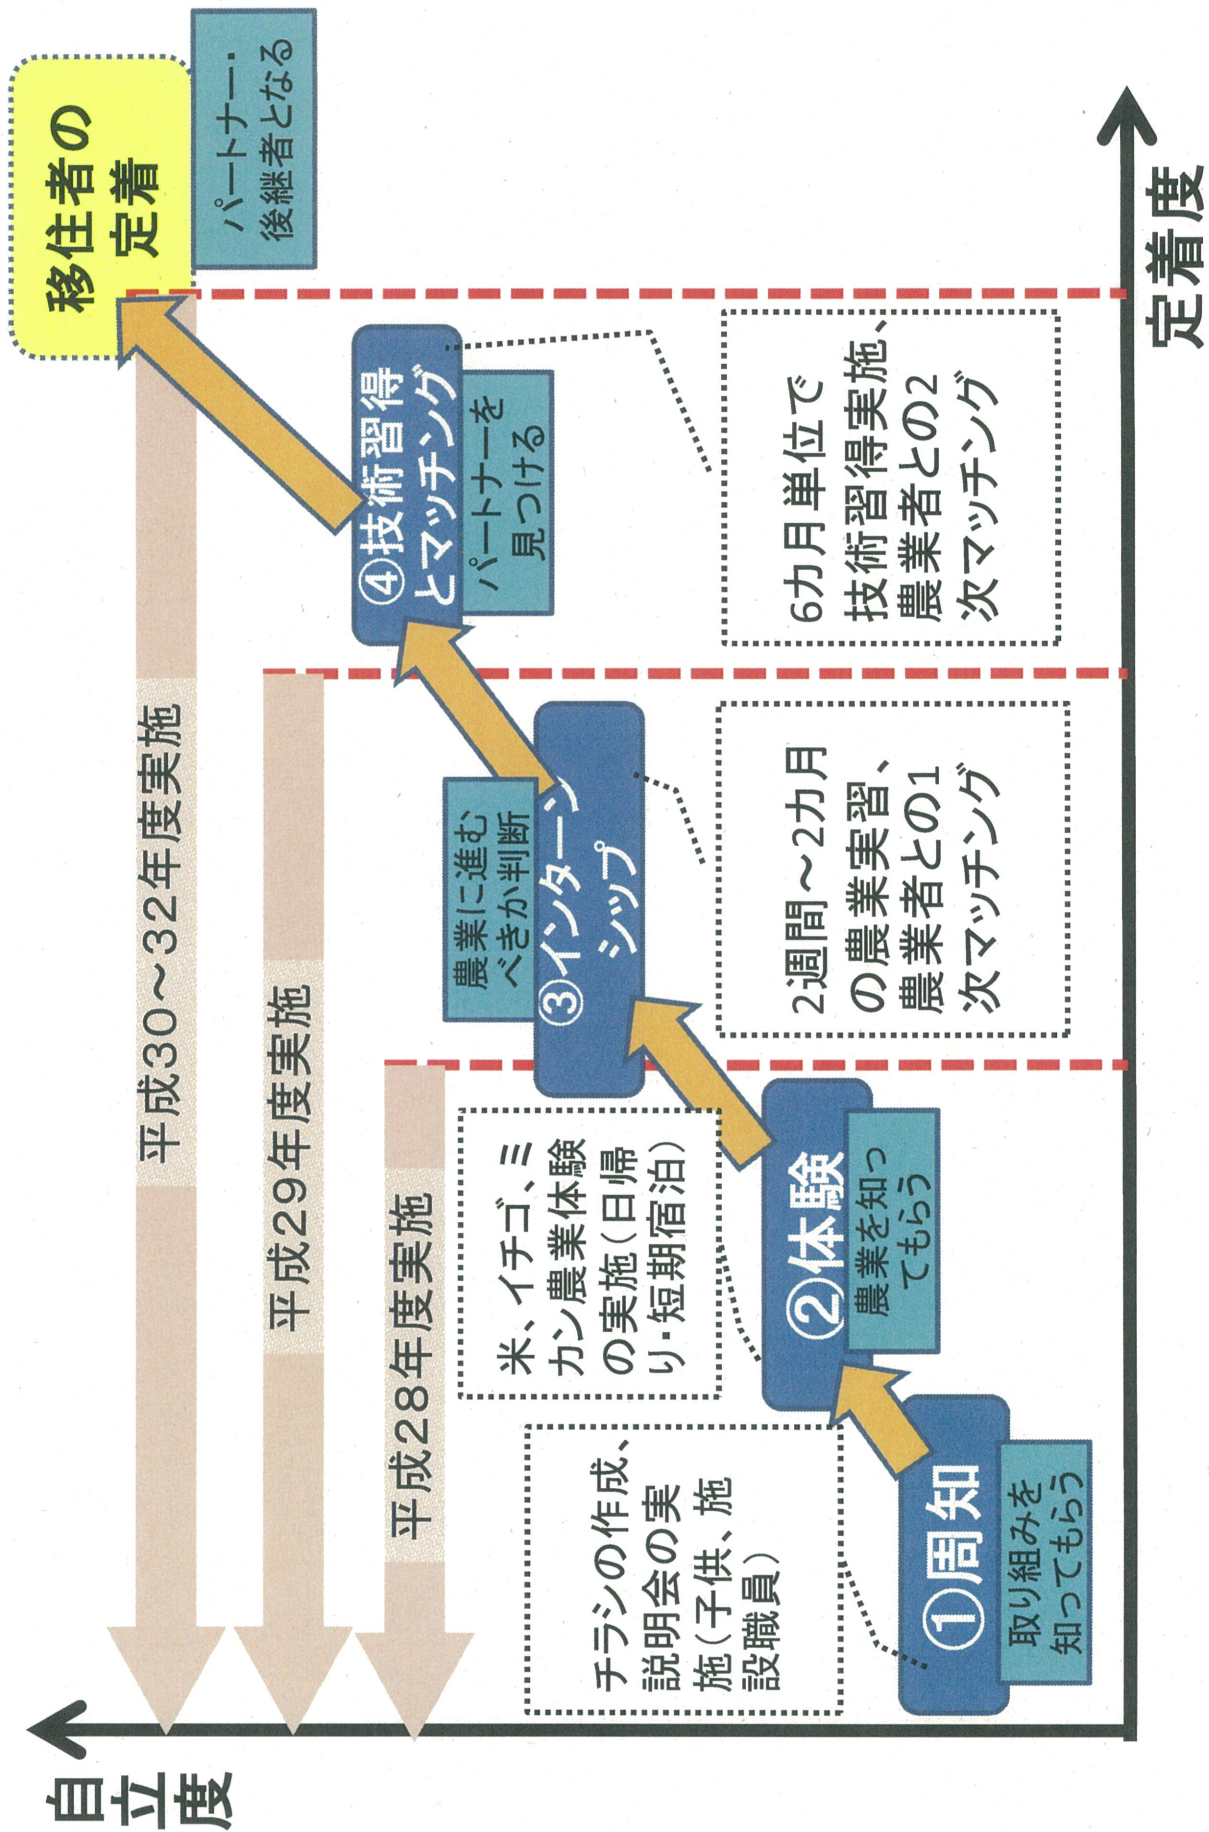 自立度
移住者の
定着
パートナー・
後継者となる
平成30～32年度実施
平成29年度実施
平成28年度実施
④技術習得
とマッチング
パートナーを
見つける
農業に進む
べきか判断
③インターン
シップ
米、イチゴ、ミ
カン農業体験
の実施（日帰
り・短期宿泊）
②体験
農業を知っ
てもらう
チラシの作成、
説明会の実
施（子供、施
設職員）
①周知
取り組みを
知ってもらう
2週間～2カ月
の農業実習、
農業者との1
次マッチング
6カ月単位で
技術習得実施、
農業者との2
次マッチング
定着度